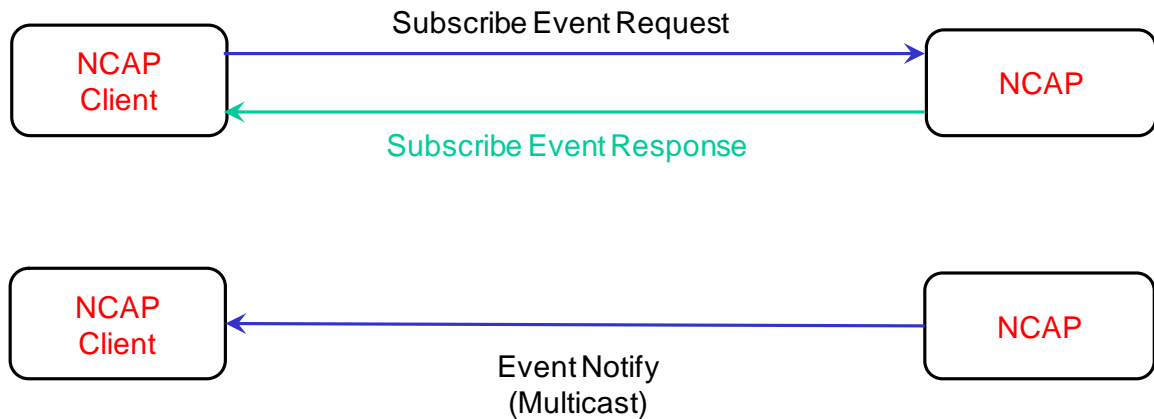 Subscribe Event Request
NCAP
Client
NCAP
Subscribe Event Response
NCAP
Client
NCAP
Event Notify
(Multicast)